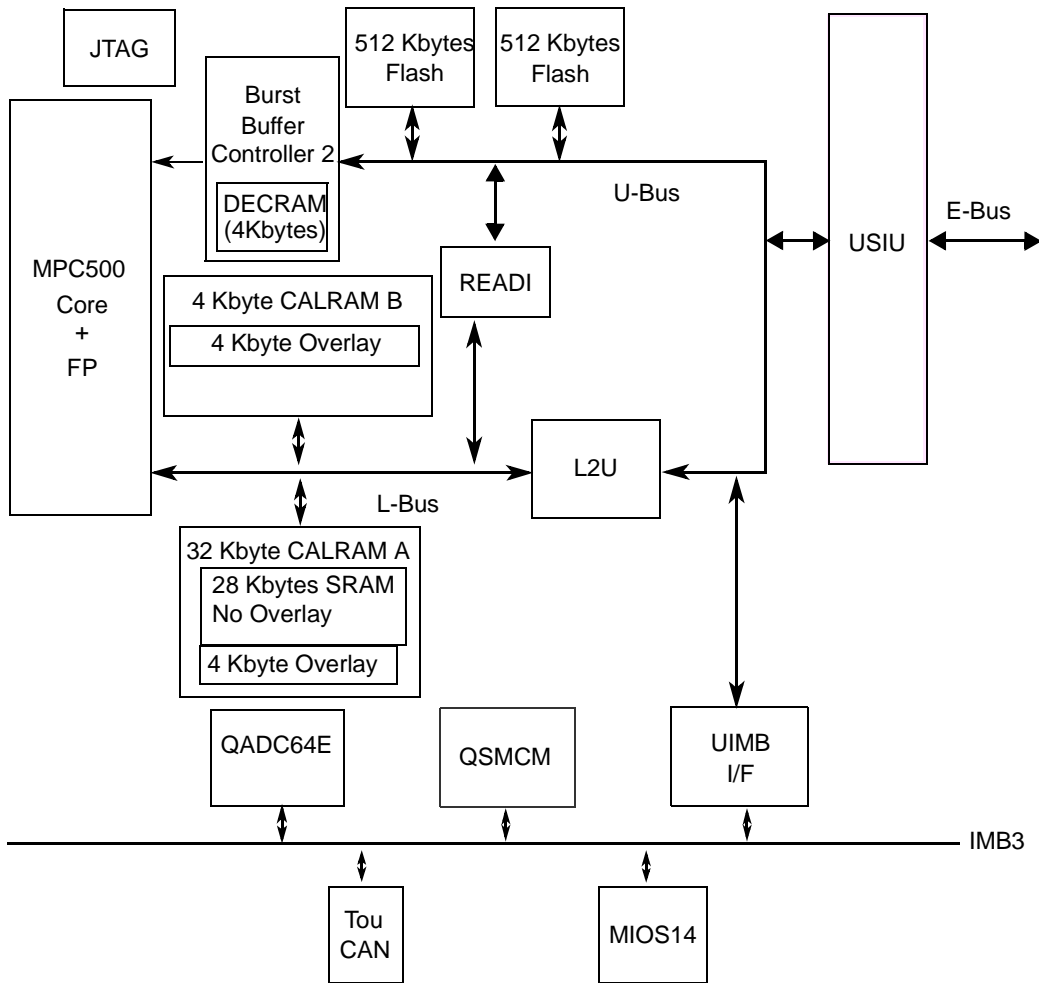 JTAG
512 Kbytes
Flash
512 Kbytes
Flash
Burst
Buffer
Controller 2
DECRAM
(4Kbytes)
U-Bus
E-Bus
USIU
MPC500
Core
+
FP
READI
4 Kbyte CALRAM B
4 Kbyte Overlay
L2U
L-Bus
32 Kbyte CALRAM A
28 Kbytes SRAM
No Overlay
4 Kbyte Overlay
QADC64E
QSMCM
UIMB
I/F
IMB3
Tou
CAN
MIOS14